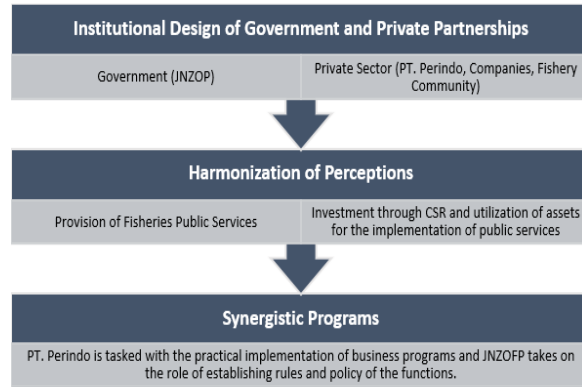 Institutional Design of Government and Private Partnerships
Government (JNZOP)
Private Sector (PT. Perindo, Companies, Fishery
Community)
Harmonization of Perceptions
Provision of Fisheries Public Services
Investment through CSR and utilization of assets
for the implementation of public services
Synergistic Programs
PT. Perindo is tasked with the practical implementation of business programs and JNZOFP takes on
the role of establishing rules and policy of the functions.